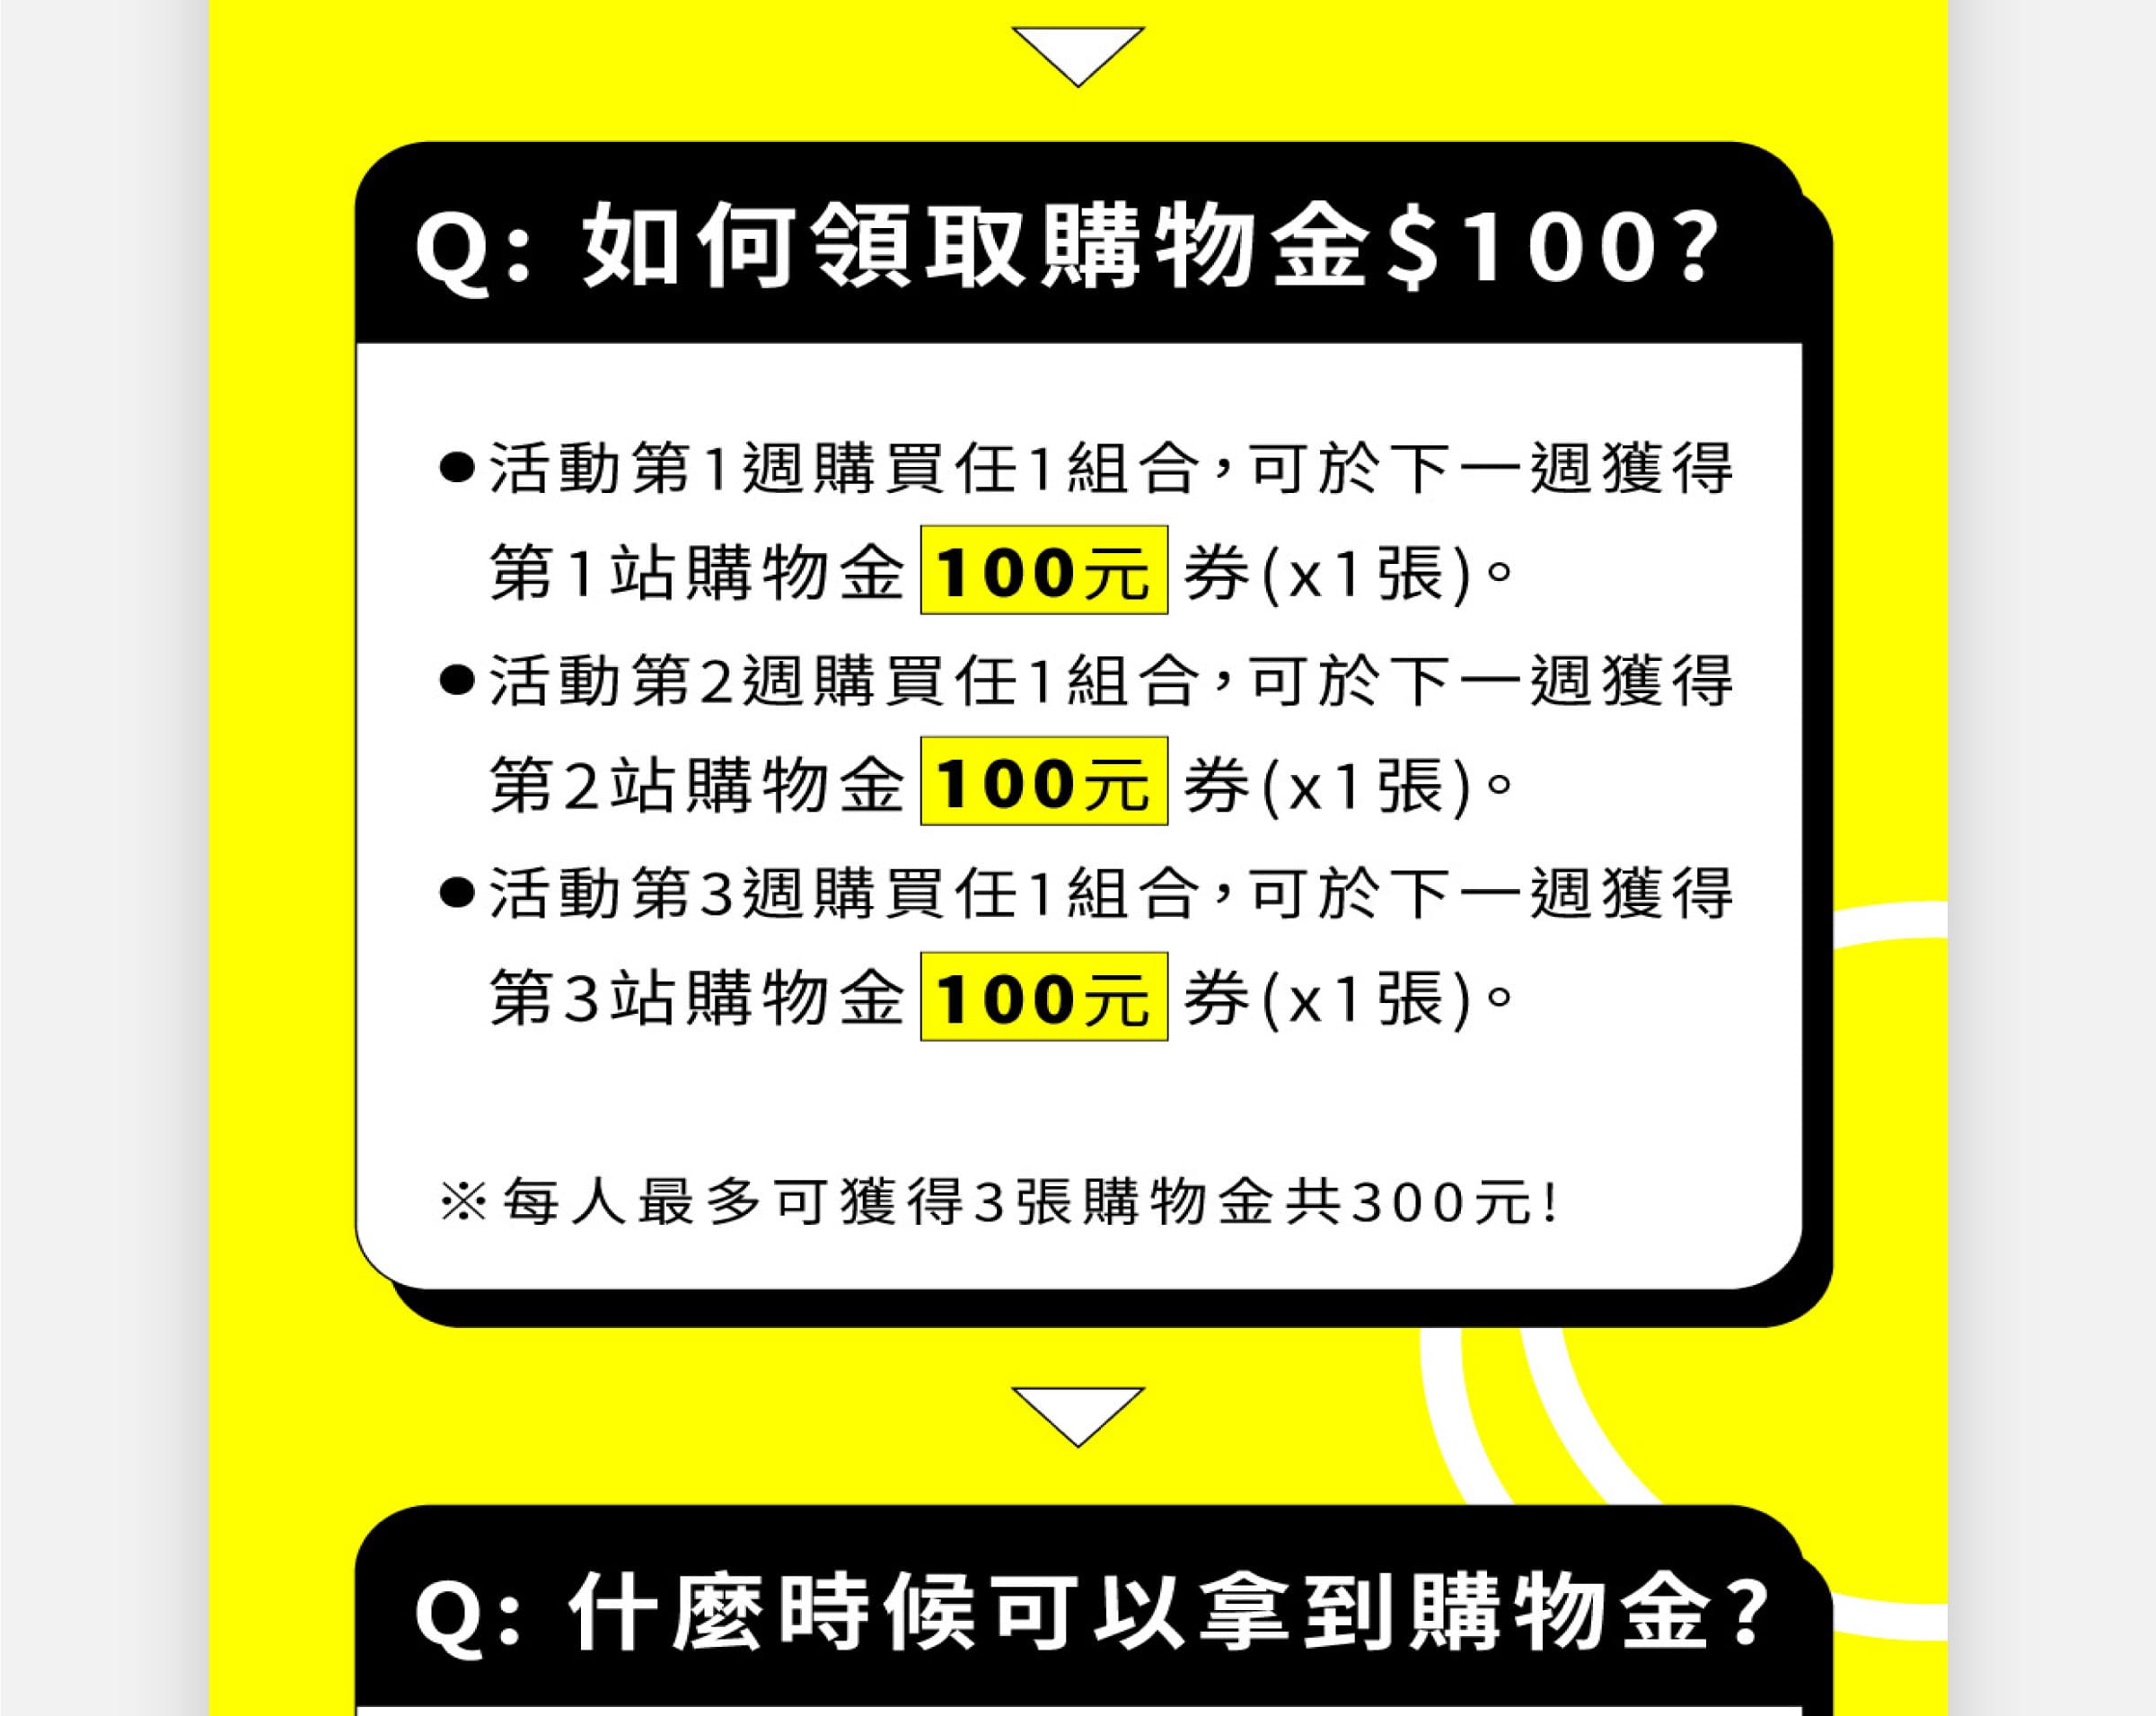 Q: 如何領取購物金$100?
●活動第1週購買任1組合,可於下一週獲得
第1站購物金 100元 券(x1張)。
●活動第2週購買任1組合,可於下一週獲得
第2站購物金 100元 券(x1張)。
●活動第3週購買任1組合,可於下一週獲得
第3站購物金 100元 券(x1張)。
※每人最多可獲得3張購物金共300元!
Q: 什麼時候可以拿到購物金?